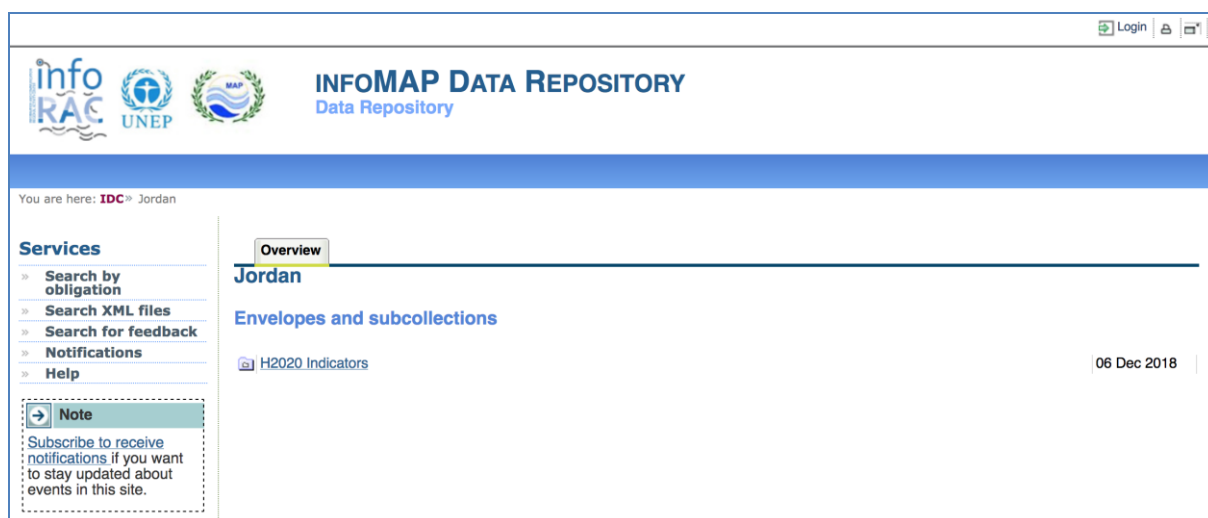 Login
info
RAC
UNEP
MAP
INFOMAP DATA REPOSITORY
Data Repository
You are here: IDC» Jordan
Services
» Search by
obligation
» Search XML files
» Search for feedback
» Notifications
» Help
Note
Subscribe to receive
notifications if you want
to stay updated about
events in this site.
Overview
Jordan
Envelopes and subcollections
H2020 Indicators 06 Dec 2018